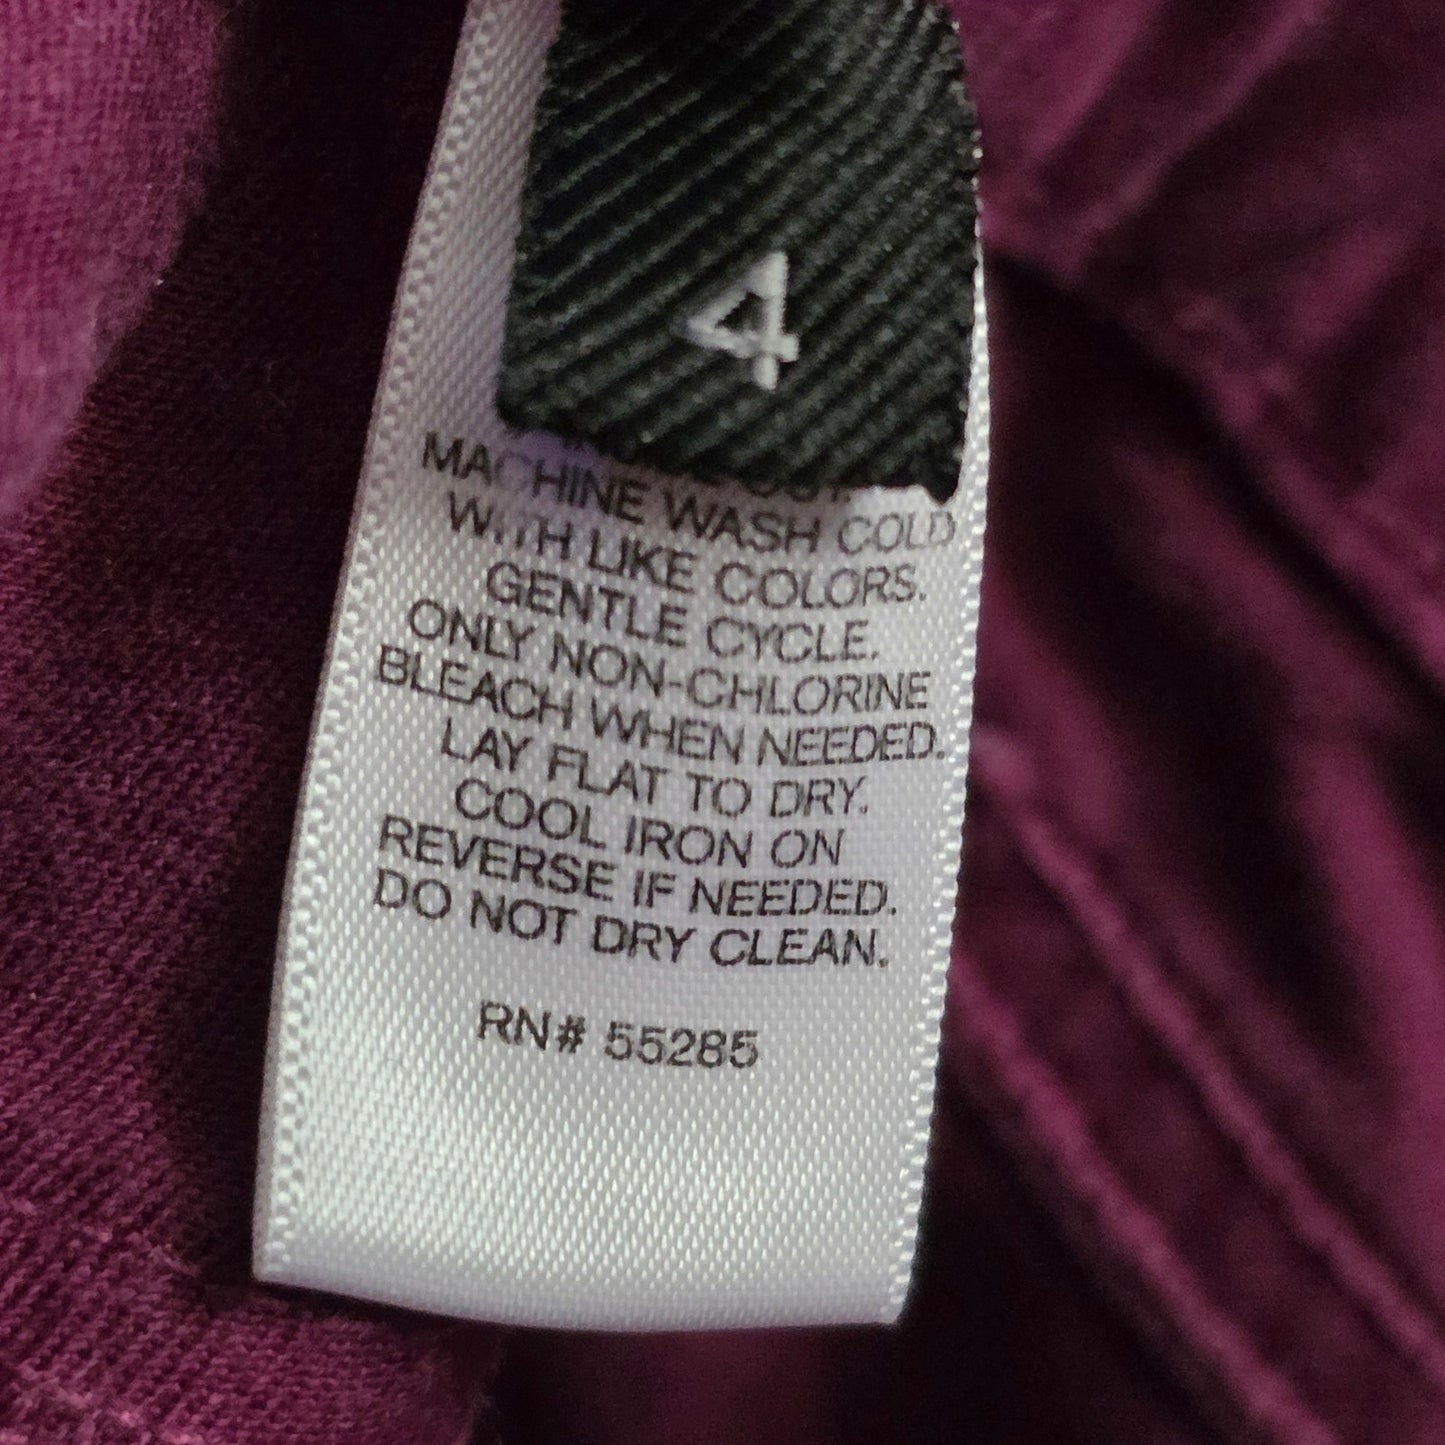 4
MACHINE WASH COLD
WITH LIKE COLORS.
GENTLE CYCLE.
ONLY NON-CHLORINE
BLEACH WHEN NEEDED.
LAY FLAT TO DRY.
COOL IRON ON
REVERSE IF NEEDED.
DO NOT DRY CLEAN.
RN# 55285